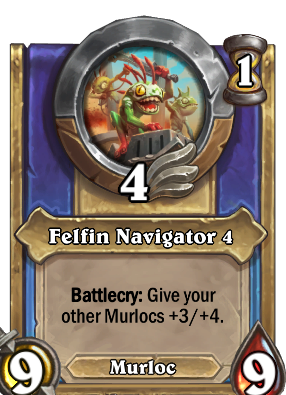 1
4
Felfin Navigator 4
Battlecry: Give your
other Murlocs +3/+4.
Murloc
9 9